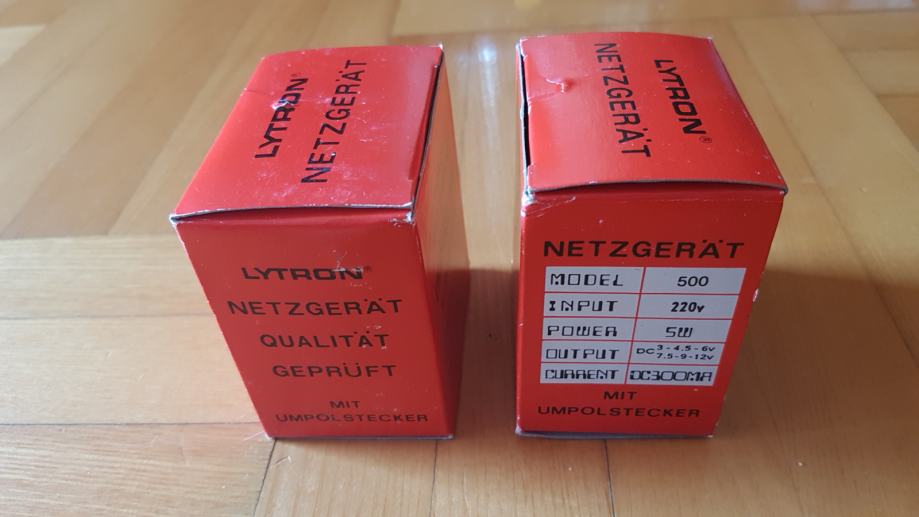 LYTRON®
NETZGERÄT
LYTRON®
NETZGERÄT
QUALITÄT
GEPRÜFT
MIT
UMPOLSTECKER
LYTRON®
NETZGERÄT
NETZGERÄT
MODEL 500
INPUT 220v
POWER 5W
OUTPUT DC 3-4.5-6v
7.5-9-12v
CURRENT DC300MA
MIT
UMPOLSTECKER